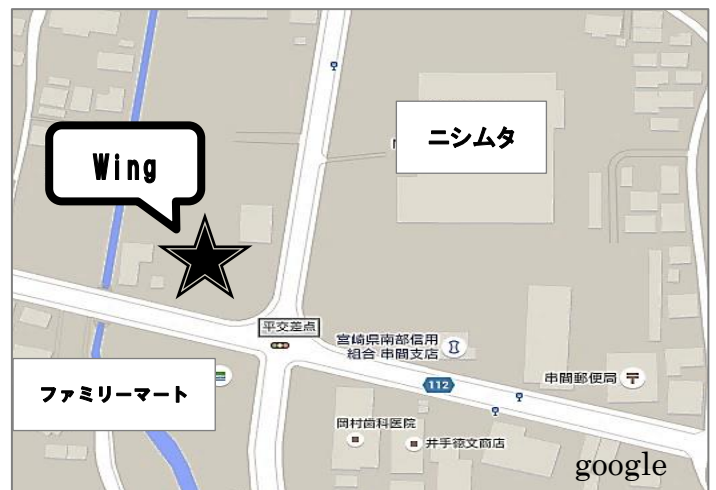 ニシムタ
Wing
平交差点
宮崎県南部信用
組合 串間支店
ファミリーマート
112
串間郵便局
岡村歯科医院
井手徳文商店
google